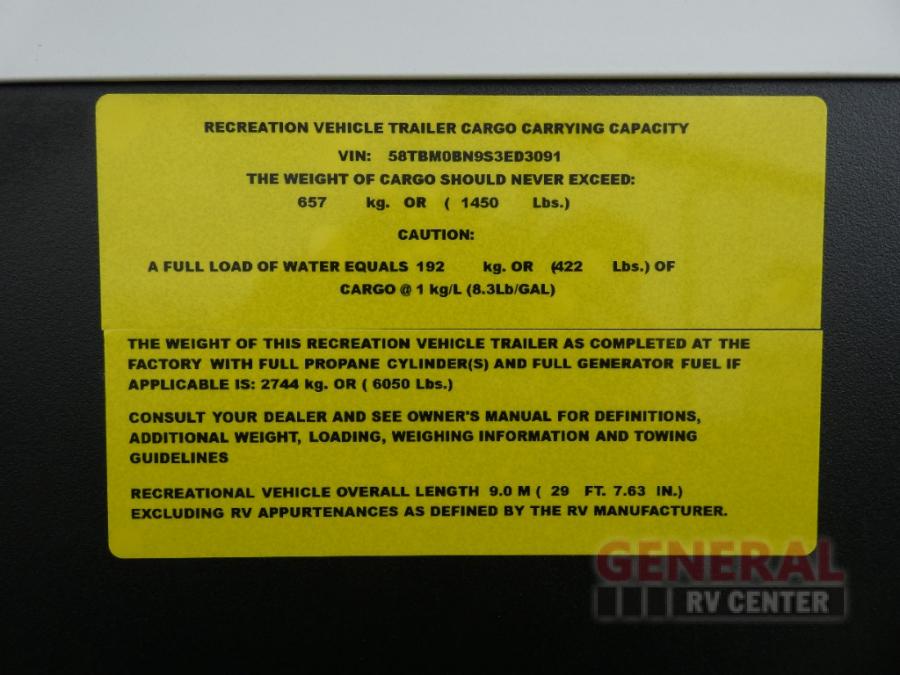 RECREATION VEHICLE TRAILER CARGO CARRYING CAPACITY
VIN: 58TBM0BN9S3ED3091
THE WEIGHT OF CARGO SHOULD NEVER EXCEED:
657 kg. OR ( 1450 Lbs.)
CAUTION:
A FULL LOAD OF WATER EQUALS 192 kg. OR (422 Lbs.) OF
CARGO @ 1 kg/L (8.3Lb/GAL)
THE WEIGHT OF THIS RECREATION VEHICLE TRAILER AS COMPLETED AT THE
FACTORY WITH FULL PROPANE CYLINDER(S) AND FULL GENERATOR FUEL IF
APPLICABLE IS: 2744 kg. OR ( 6050 Lbs.)
CONSULT YOUR DEALER AND SEE OWNER'S MANUAL FOR DEFINITIONS,
ADDITIONAL WEIGHT, LOADING, WEIGHING INFORMATION AND TOWING
GUIDELINES
RECREATIONAL VEHICLE OVERALL LENGTH 9.0 M ( 29 FT. 7.63 IN.)
EXCLUDING RV APPURTENANCES AS DEFINED BY THE RV MANUFACTURER.
GENERAL
RV CENTER